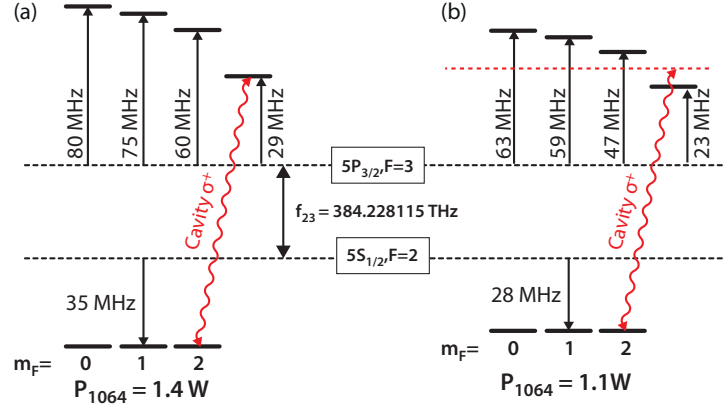 (a)
(b)
80 MHz
75 MHz
60 MHz
29 MHz
63 MHz
59 MHz
47 MHz
23 MHz
5P3/2,F=3
Cavity σ+
f23 = 384.228115 THz
Cavity σ+
5S1/2,F=2
35 MHz
28 MHz
mF= 0 1 2
mF= 0 1 2
P1064 = 1.4 W
P1064 = 1.1W